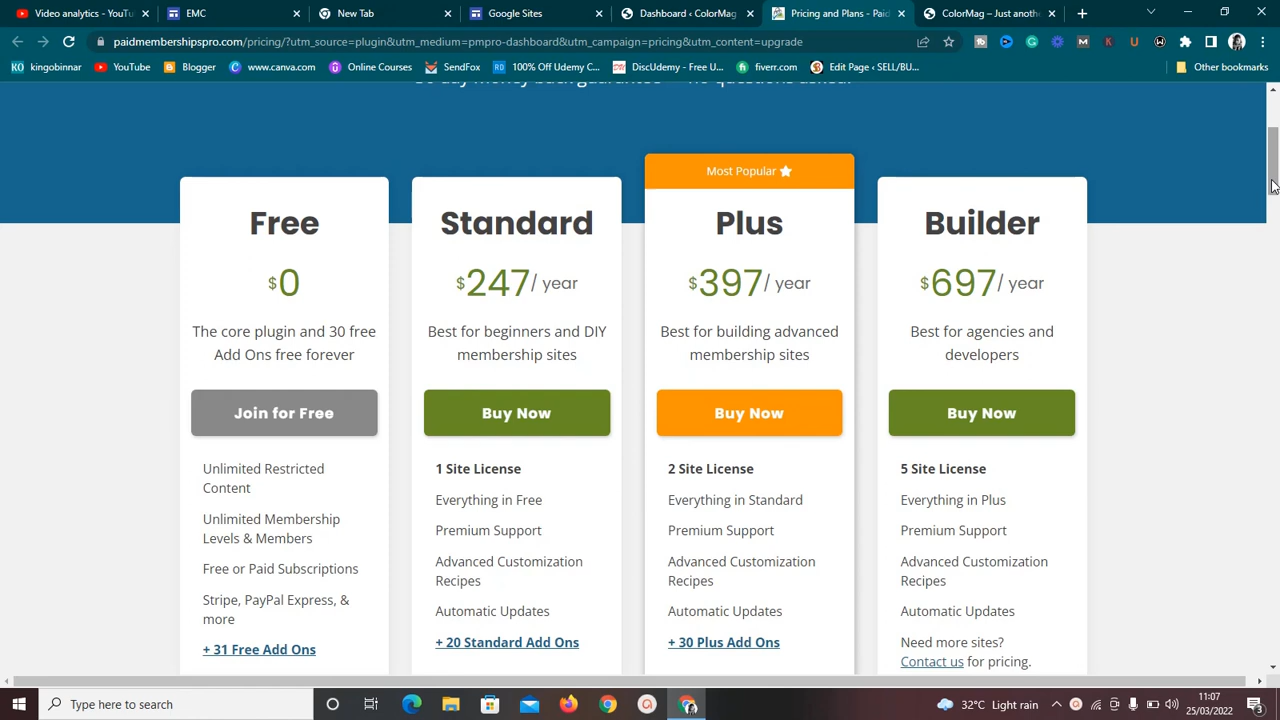 Video analytics - YouTu
EMC
New Tab
Google Sites
Dashboard ‹ ColorMag
Pricing and Plans - Paid
ColorMag – Just anothe
paidmembershipspro.com/pricing/?utm_source=plugin&utm_medium=pmpro-dashboard&utm_campaign=pricing&utm_content=upgrade
KO kingobinnar
YouTube
Blogger
www.canva.com
Online Courses
SendFox
RD 100% Off Udemy C...
DiscUdemy - Free U...
fiverr.com
Edit Page ‹ SELL/BU...
Other bookmarks
Most Popular
Free
$0
The core plugin and 30 free
Add Ons free forever
Join for Free
Unlimited Restricted
Content
Unlimited Membership
Levels & Members
Free or Paid Subscriptions
Stripe, PayPal Express, &
more
+ 31 Free Add Ons
Standard
$247/ year
Best for beginners and DIY
membership sites
Buy Now
1 Site License
Everything in Free
Premium Support
Advanced Customization
Recipes
Automatic Updates
+ 20 Standard Add Ons
Plus
$397/ year
Best for building advanced
membership sites
Buy Now
2 Site License
Everything in Standard
Premium Support
Advanced Customization
Recipes
Automatic Updates
+ 30 Plus Add Ons
Builder
$697/ year
Best for agencies and
developers
Buy Now
5 Site License
Everything in Plus
Premium Support
Advanced Customization
Recipes
Automatic Updates
Need more sites?
Contact us for pricing.
Type here to search
32°C Light rain
11:07
25/03/2022